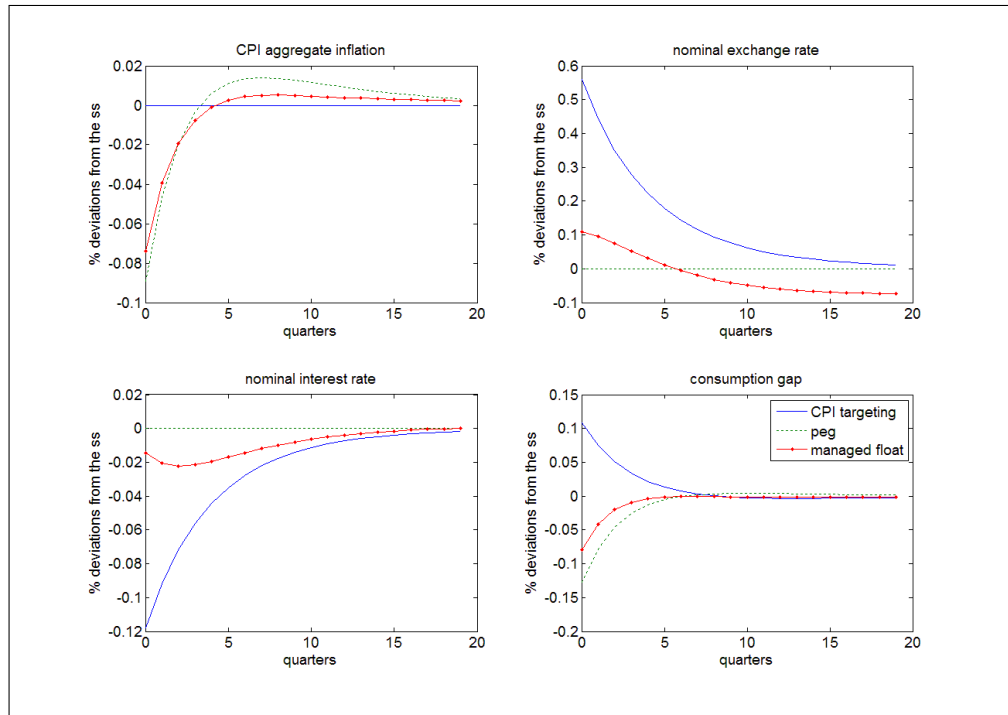 CPI aggregate inflation
% deviations from the ss
0.02
0
-0.02
-0.04
-0.06
-0.08
-0.1
0 5 10 15 20
quarters
nominal exchange rate
% deviations from the ss
0.6
0.5
0.4
0.3
0.2
0.1
0
-0.1
0 5 10 15 20
quarters
nominal interest rate
% deviations from the ss
0.02
0
-0.02
-0.04
-0.06
-0.08
-0.1
-0.12
0 5 10 15 20
quarters
consumption gap
% deviations from the ss
0.15
0.1
0.05
0
-0.05
-0.1
-0.15
-0.2
0 5 10 15 20
quarters
CPI targeting
peg
managed float